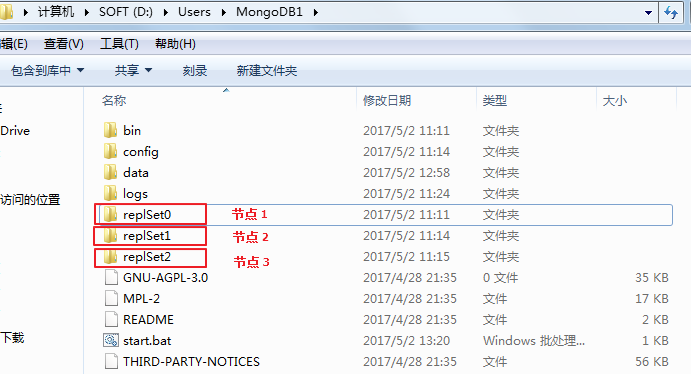 计算机 SOFT (D:) Users MongoDB1
编辑(E) 查看(V) 工具(T) 帮助(H)
包含到库中 共享 刻录 新建文件夹
名称 修改日期 类型 大小
bin 2017/5/2 11:11 文件夹
Drive
config 2017/5/2 11:14 文件夹
data 2017/5/2 12:58 文件夹
访问的位置
logs 2017/5/2 11:24 文件夹
replSet0 节点 1 2017/5/2 11:11 文件夹
replSet1 节点 2 2017/5/2 11:14 文件夹
replSet2 节点 3 2017/5/2 11:15 文件夹
GNU-AGPL-3.0 2017/4/28 21:35 0 文件 35 KB
MPL-2 2017/4/28 21:35 文件 17 KB
README 2017/4/28 21:35 文件 2 KB
下载
start.bat 2017/5/2 13:20 Windows 批处理... 1 KB
THIRD-PARTY-NOTICES 2017/4/28 21:35 文件 56 KB